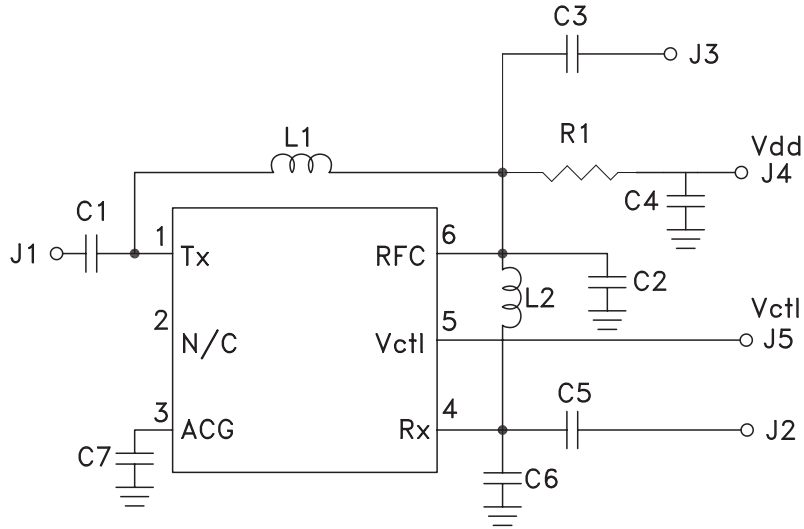 C3
J3
L1
R1
Vdd
J4
C4
C1
J1
1
Tx
RFC
6
C2
L2
Vctl
J5
2
N/C
Vctl
5
C5
3
ACG
Rx
4
J2
C7
C6